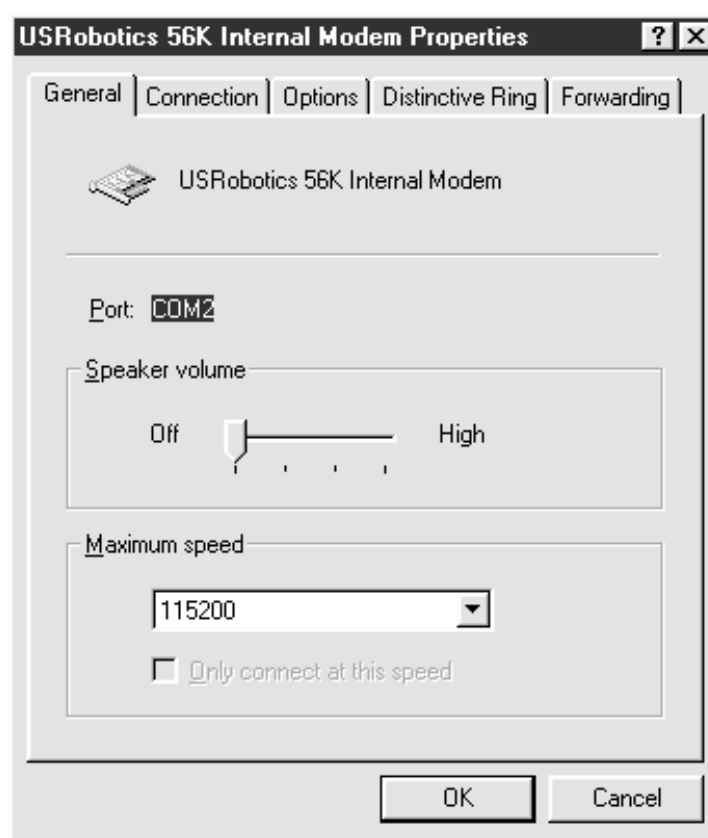 USRobotics 56K Internal Modem Properties ? X
General Connection Options Distinctive Ring Forwarding
USRobotics 56K Internal Modem
Port: COM2
Speaker volume
Off High
Maximum speed
115200
Only connect at this speed
OK Cancel